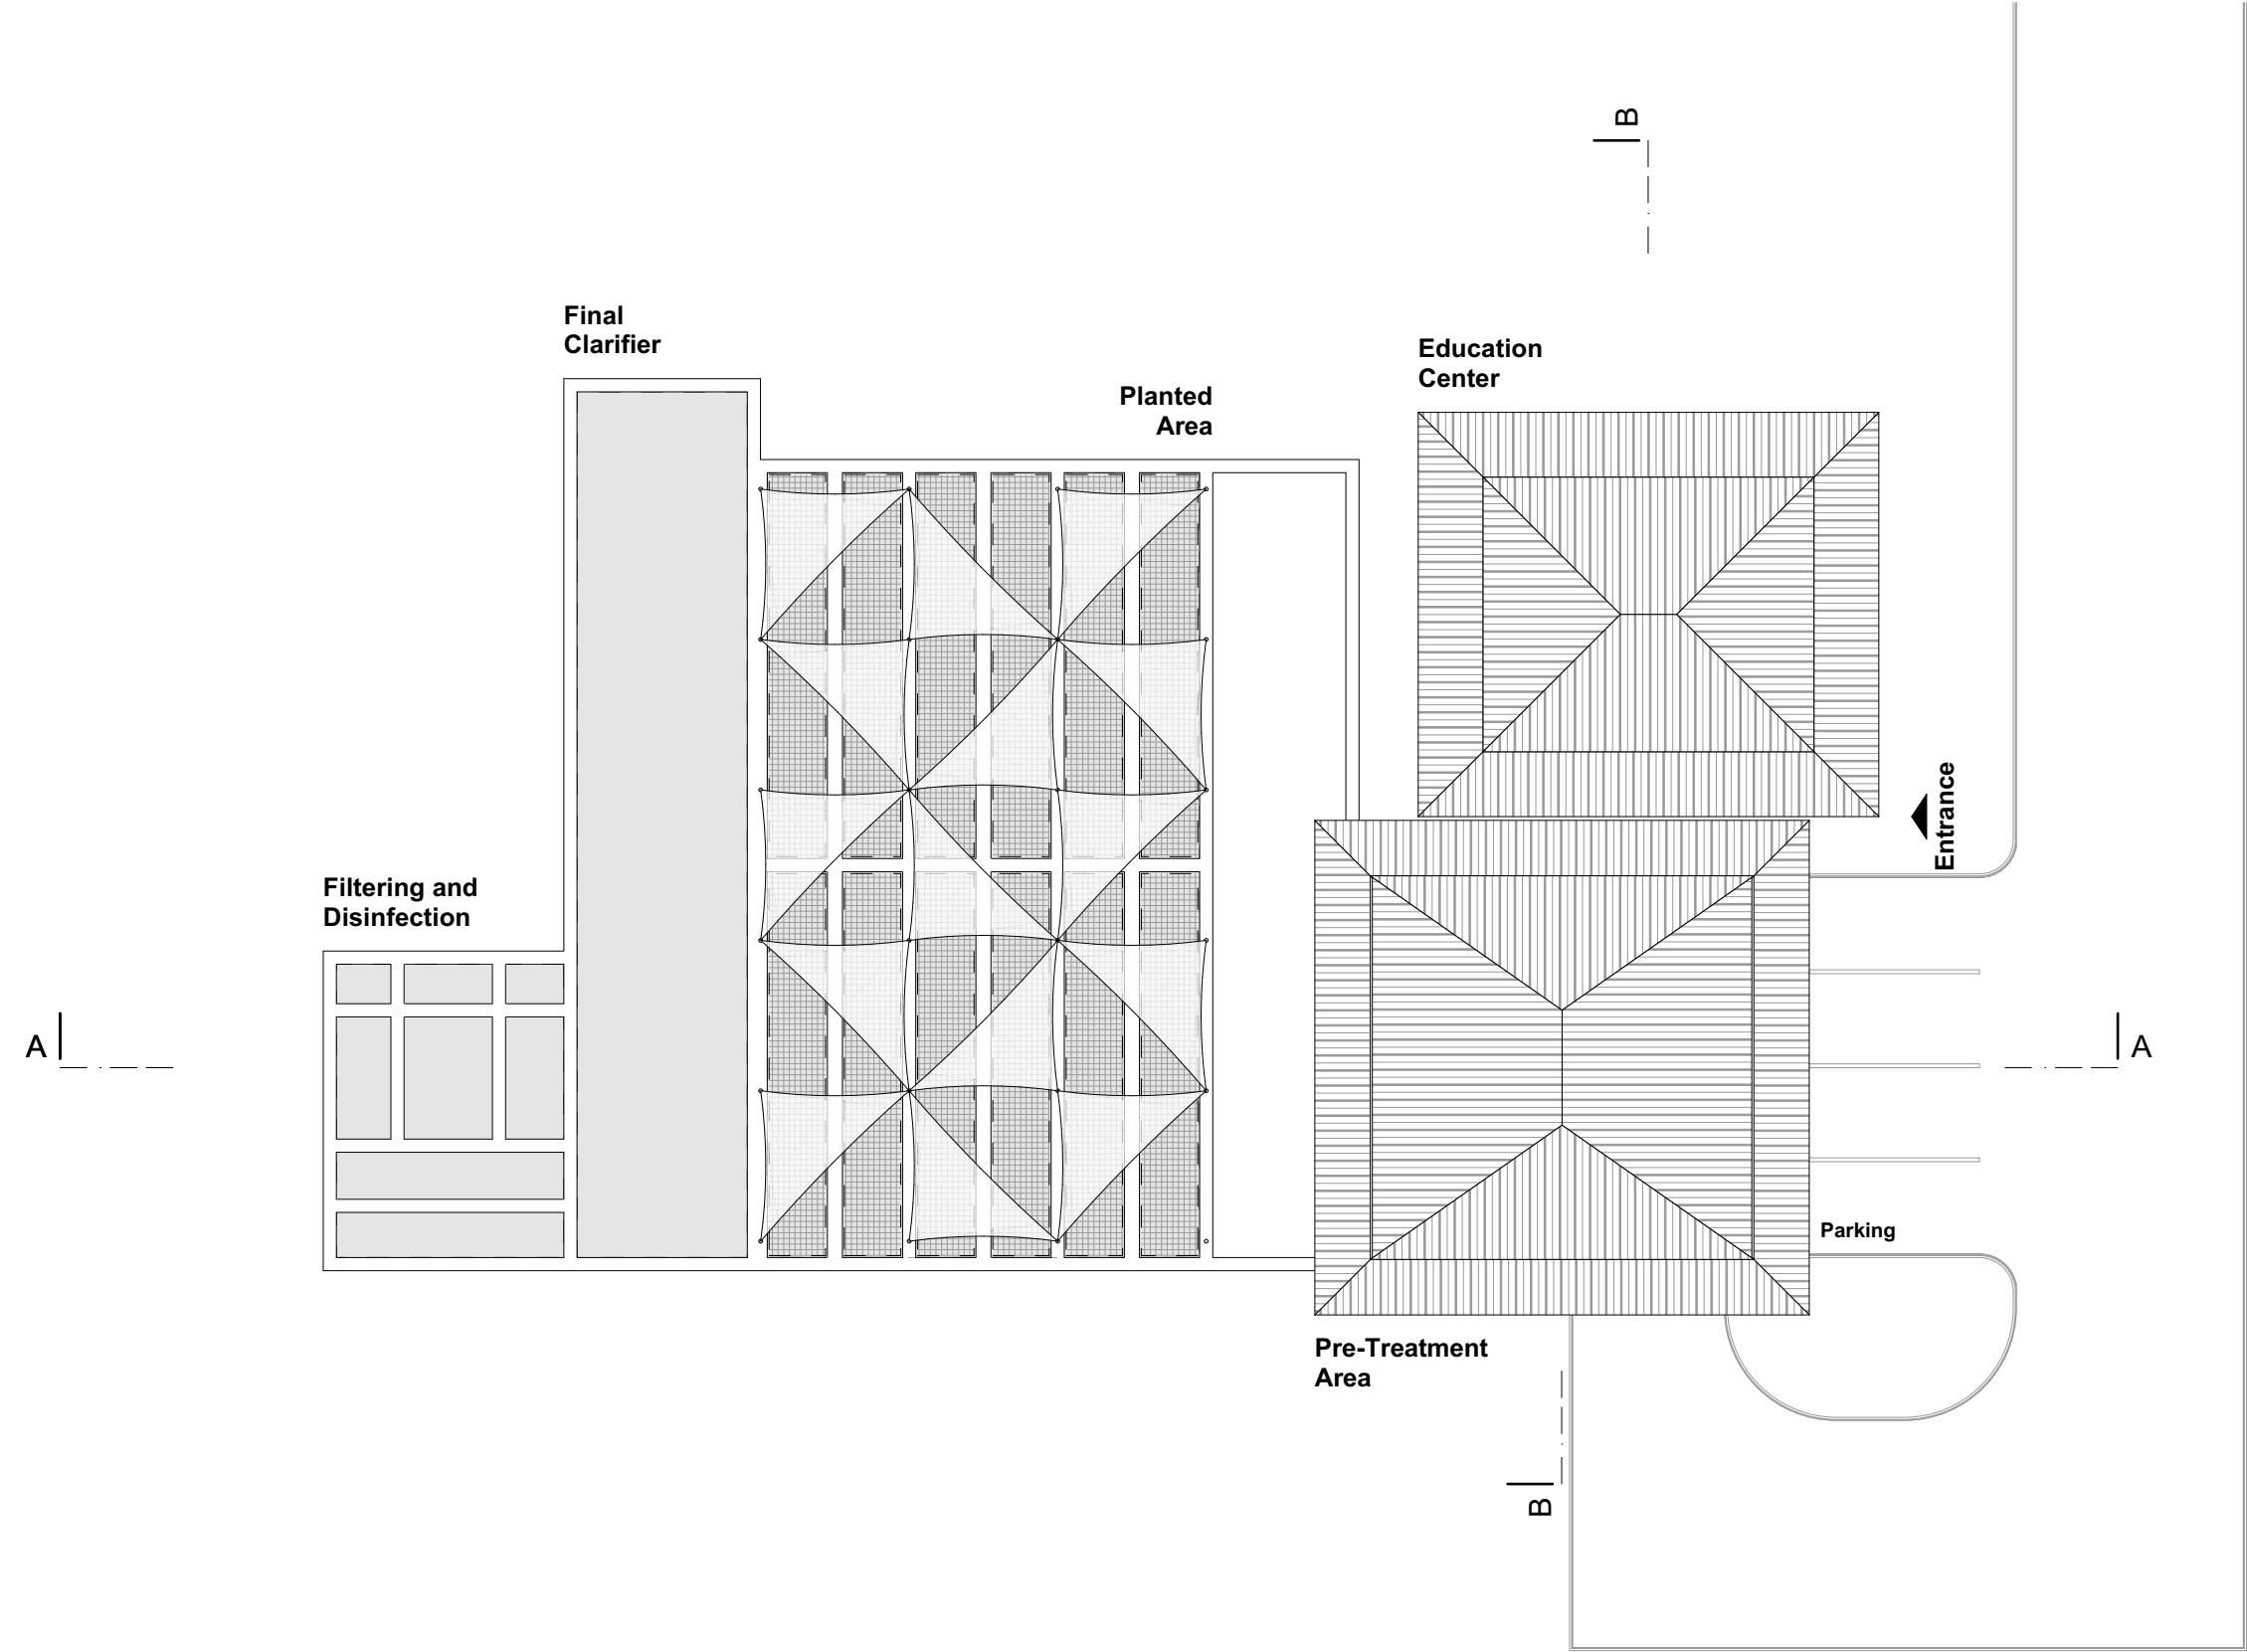 B
Final
Clarifier
Education
Center
Planted
Area
Entrance
Filtering and
Disinfection
A
A
Parking
Pre-Treatment
Area
B